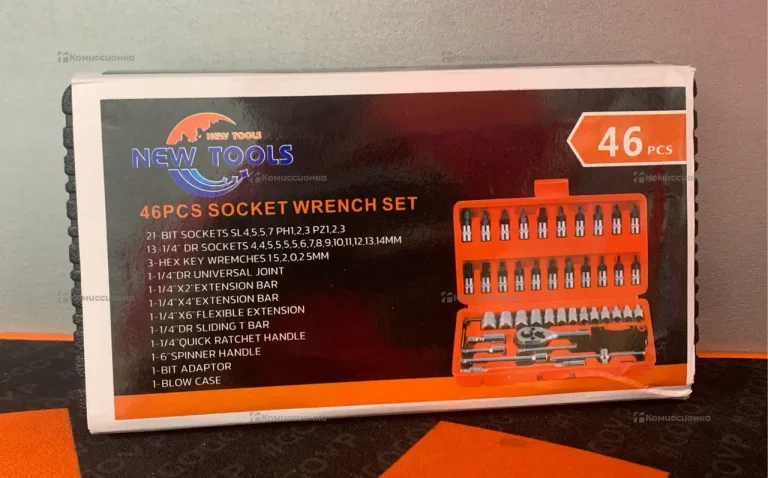 NEW TOOLS
NEW TOOLS
46 PCS
46PCS SOCKET WRENCH SET
21-BIT SOCKETS SL4,5,5,7 PH1,2,3 PZ1,2,3
13-1/4" DR SOCKETS 4,4,5,5,5,5,6,7,8,9,10,11,12,13,14MM
3-HEX KEY WREMCHES 1 5,2,0,2.5MM
1-1/4"DR UNIVERSAL JOINT
1-1/4"X2"EXTENSION BAR
1-1/4"X4"EXTENSION BAR
1-1/4"X6"FLEXIBLE EXTENSION
1-1/4"DR SLIDING T BAR
1-1/4"QUICK RATCHET HANDLE
1-6"SPINNER HANDLE
1-BIT ADAPTOR
1-BLOW CASE
Комиссионка
Комиссионка
Комиссионка
Комиссионка
Комиссионка
Комиссионка
Комиссионка
Комиссионка
Комиссионка
Комиссионка